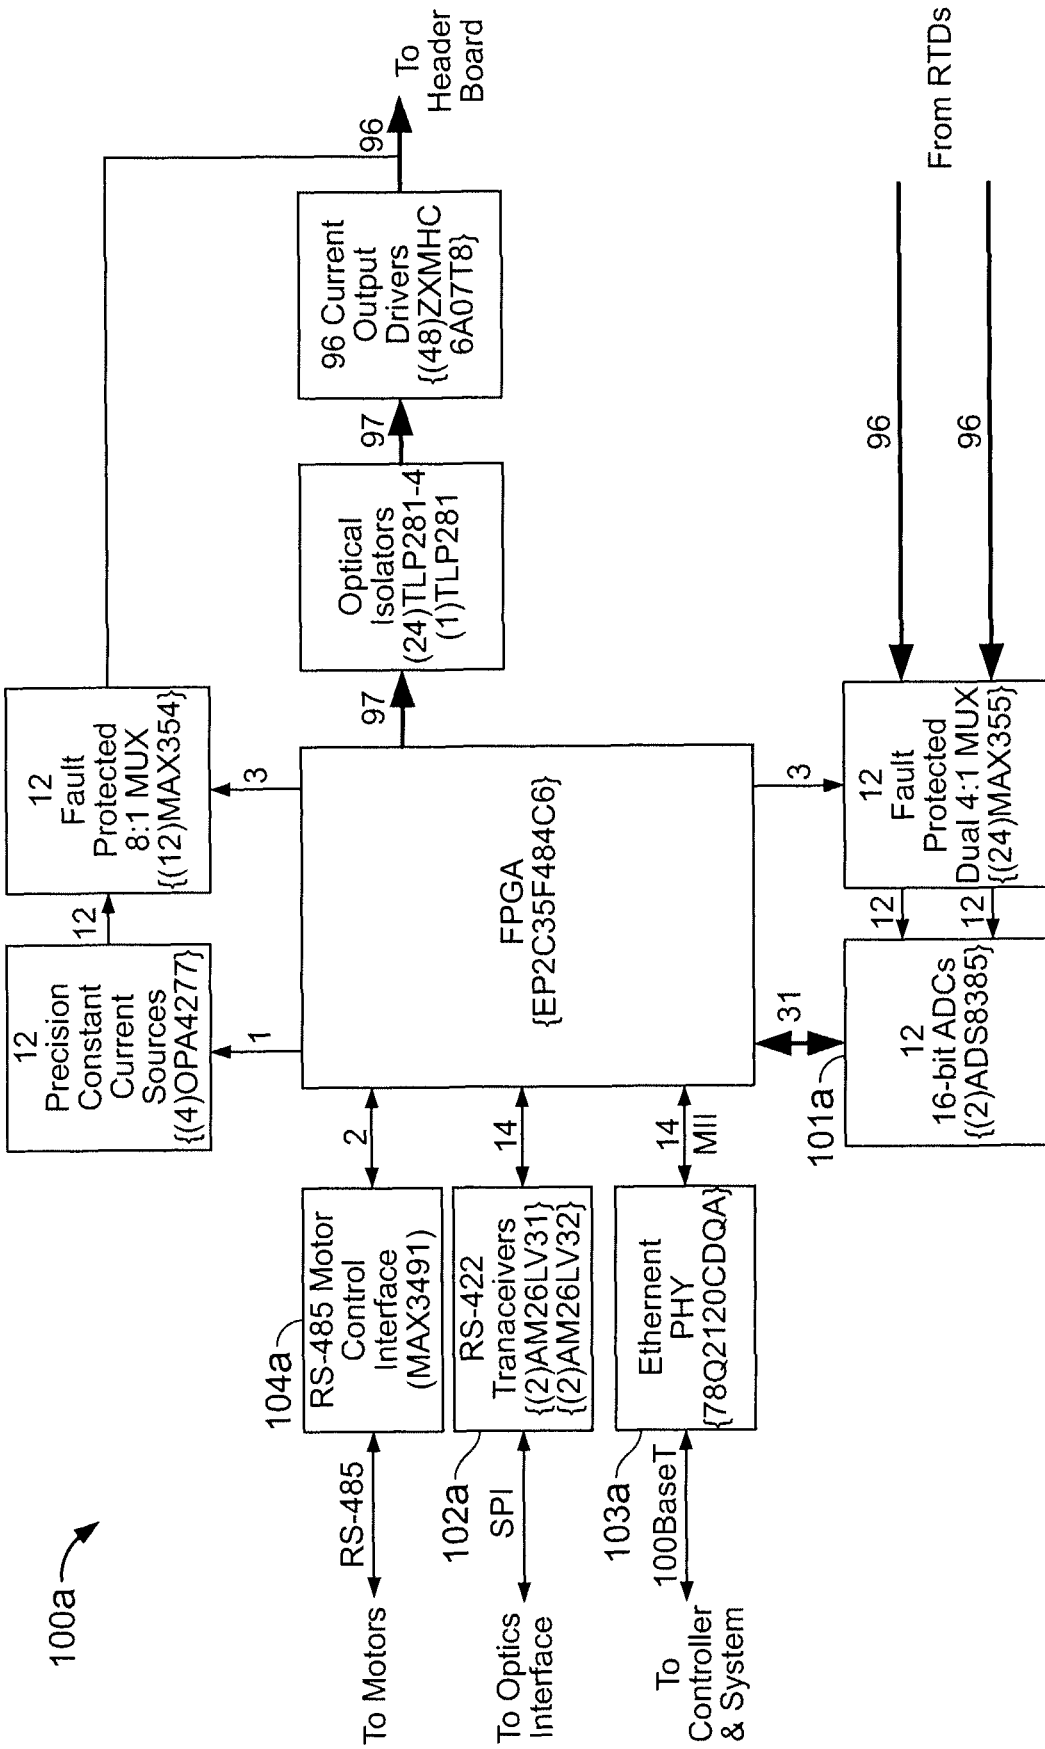 100a
To Motors
RS-485
104a
RS-485 Motor
Control
Interface
(MAX3491)
2
To Optics
Interface
SPI
102a
RS-422
Tranaceivers
{(2)AM26LV31}
{(2)AM26LV32}
14
To
Controller
& System
100BaseT
103a
Ethernent
PHY
{78Q2120CDQA}
14
MII
12
Precision
Constant
Current
Sources
{(4)OPA4277}
1
12
12
Fault
Protected
8:1 MUX
{(12)MAX354}
3
FPGA
{EP2C35F484C6}
97
Optical
Isolators
(24)TLP281-4
(1)TLP281
97
96 Current
Output
Drivers
{(48)ZXMHC
6A07T8}
96
To
Header
Board
31
101a
12
16-bit ADCs
{(2)ADS8385}
12
12
3
12
Fault
Protected
Dual 4:1 MUX
{(24)MAX355}
96
96
From RTDs